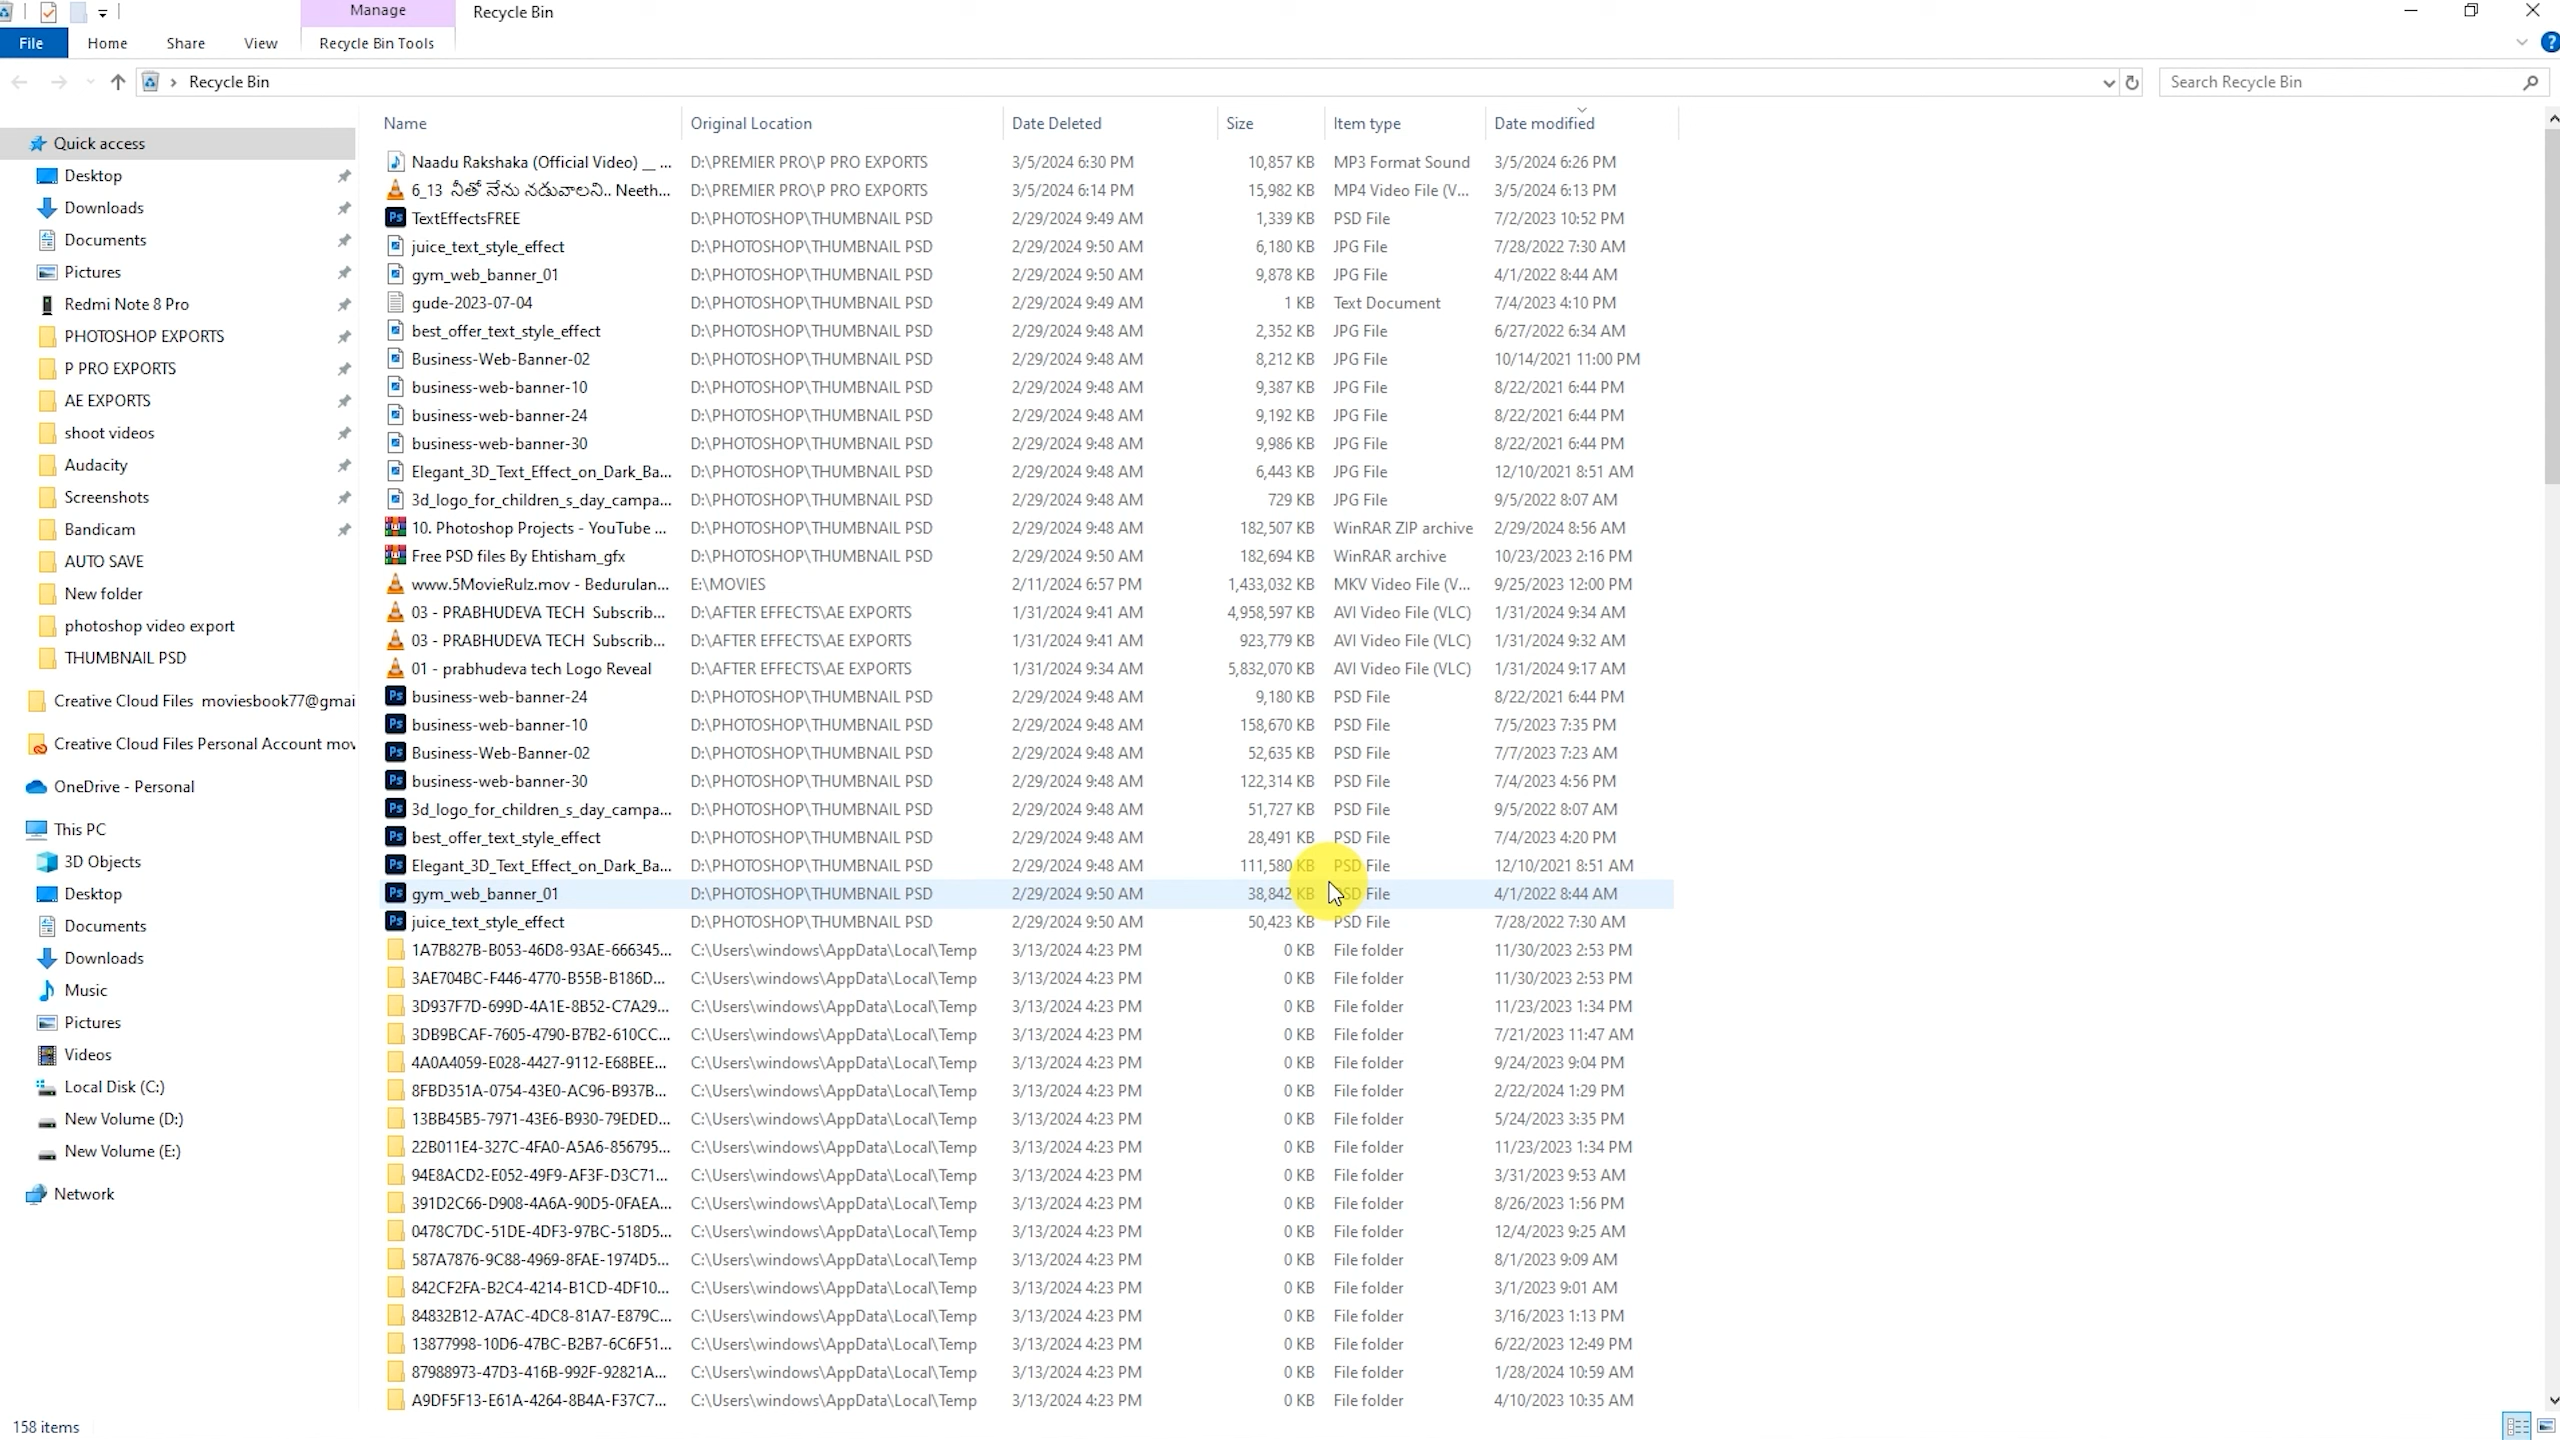 Manage
Recycle Bin
File
Home
Share
View
Recycle Bin Tools
Recycle Bin
Search Recycle Bin
Quick access
Desktop
Downloads
Documents
Pictures
Redmi Note 8 Pro
PHOTOSHOP EXPORTS
P PRO EXPORTS
AE EXPORTS
shoot videos
Audacity
Screenshots
Bandicam
AUTO SAVE
New folder
photoshop video export
THUMBNAIL PSD
Creative Cloud Files moviesbook77@gmai
Creative Cloud Files Personal Account mov
OneDrive - Personal
This PC
3D Objects
Desktop
Documents
Downloads
Music
Pictures
Videos
Local Disk (C:)
New Volume (D:)
New Volume (E:)
Network
Name Original Location Date Deleted Size Item type Date modified
Naadu Rakshaka (Official Video) __ ... D:\PREMIER PRO\P PRO EXPORTS 3/5/2024 6:30 PM 10,857 KB MP3 Format Sound 3/5/2024 6:26 PM
6_13 నీతో నేను నడువాలని.. Neeth... D:\PREMIER PRO\P PRO EXPORTS 3/5/2024 6:14 PM 15,982 KB MP4 Video File (V... 3/5/2024 6:13 PM
TextEffectsFREE D:\PHOTOSHOP\THUMBNAIL PSD 2/29/2024 9:49 AM 1,339 KB PSD File 7/2/2023 10:52 PM
juice_text_style_effect D:\PHOTOSHOP\THUMBNAIL PSD 2/29/2024 9:50 AM 6,180 KB JPG File 7/28/2022 7:30 AM
gym_web_banner_01 D:\PHOTOSHOP\THUMBNAIL PSD 2/29/2024 9:50 AM 9,878 KB JPG File 4/1/2022 8:44 AM
gude-2023-07-04 D:\PHOTOSHOP\THUMBNAIL PSD 2/29/2024 9:49 AM 1 KB Text Document 7/4/2023 4:10 PM
best_offer_text_style_effect D:\PHOTOSHOP\THUMBNAIL PSD 2/29/2024 9:48 AM 2,352 KB JPG File 6/27/2022 6:34 AM
Business-Web-Banner-02 D:\PHOTOSHOP\THUMBNAIL PSD 2/29/2024 9:48 AM 8,212 KB JPG File 10/14/2021 11:00 PM
business-web-banner-10 D:\PHOTOSHOP\THUMBNAIL PSD 2/29/2024 9:48 AM 9,387 KB JPG File 8/22/2021 6:44 PM
business-web-banner-24 D:\PHOTOSHOP\THUMBNAIL PSD 2/29/2024 9:48 AM 9,192 KB JPG File 8/22/2021 6:44 PM
business-web-banner-30 D:\PHOTOSHOP\THUMBNAIL PSD 2/29/2024 9:48 AM 9,986 KB JPG File 8/22/2021 6:44 PM
Elegant_3D_Text_Effect_on_Dark_Ba... D:\PHOTOSHOP\THUMBNAIL PSD 2/29/2024 9:48 AM 6,443 KB JPG File 12/10/2021 8:51 AM
3d_logo_for_children_s_day_campa... D:\PHOTOSHOP\THUMBNAIL PSD 2/29/2024 9:48 AM 729 KB JPG File 9/5/2022 8:07 AM
10. Photoshop Projects - YouTube ... D:\PHOTOSHOP\THUMBNAIL PSD 2/29/2024 9:48 AM 182,507 KB WinRAR ZIP archive 2/29/2024 8:56 AM
Free PSD files By Ehtisham_gfx D:\PHOTOSHOP\THUMBNAIL PSD 2/29/2024 9:50 AM 182,694 KB WinRAR archive 10/23/2023 2:16 PM
www.5MovieRulz.mov - Bedurulan... E:\MOVIES 2/11/2024 6:57 PM 1,433,032 KB MKV Video File (V... 9/25/2023 12:00 PM
03 - PRABHUDEVA TECH Subscrib... D:\AFTER EFFECTS\AE EXPORTS 1/31/2024 9:41 AM 4,958,597 KB AVI Video File (VLC) 1/31/2024 9:34 AM
03 - PRABHUDEVA TECH Subscrib... D:\AFTER EFFECTS\AE EXPORTS 1/31/2024 9:41 AM 923,779 KB AVI Video File (VLC) 1/31/2024 9:32 AM
01 - prabhudeva tech Logo Reveal D:\AFTER EFFECTS\AE EXPORTS 1/31/2024 9:34 AM 5,832,070 KB AVI Video File (VLC) 1/31/2024 9:17 AM
business-web-banner-24 D:\PHOTOSHOP\THUMBNAIL PSD 2/29/2024 9:48 AM 9,180 KB PSD File 8/22/2021 6:44 PM
business-web-banner-10 D:\PHOTOSHOP\THUMBNAIL PSD 2/29/2024 9:48 AM 158,670 KB PSD File 7/5/2023 7:35 PM
Business-Web-Banner-02 D:\PHOTOSHOP\THUMBNAIL PSD 2/29/2024 9:48 AM 52,635 KB PSD File 7/7/2023 7:23 AM
business-web-banner-30 D:\PHOTOSHOP\THUMBNAIL PSD 2/29/2024 9:48 AM 122,314 KB PSD File 7/4/2023 4:56 PM
3d_logo_for_children_s_day_campa... D:\PHOTOSHOP\THUMBNAIL PSD 2/29/2024 9:48 AM 51,727 KB PSD File 9/5/2022 8:07 AM
best_offer_text_style_effect D:\PHOTOSHOP\THUMBNAIL PSD 2/29/2024 9:48 AM 28,491 KB PSD File 7/4/2023 4:20 PM
Elegant_3D_Text_Effect_on_Dark_Ba... D:\PHOTOSHOP\THUMBNAIL PSD 2/29/2024 9:48 AM 111,580 KB PSD File 12/10/2021 8:51 AM
gym_web_banner_01 D:\PHOTOSHOP\THUMBNAIL PSD 2/29/2024 9:50 AM 38,842 KB PSD File 4/1/2022 8:44 AM
juice_text_style_effect D:\PHOTOSHOP\THUMBNAIL PSD 2/29/2024 9:50 AM 50,423 KB PSD File 7/28/2022 7:30 AM
1A7B827B-B053-46D8-93AE-666345... C:\Users\windows\AppData\Local\Temp 3/13/2024 4:23 PM 0 KB File folder 11/30/2023 2:53 PM
3AE704BC-F446-4770-B55B-B186D... C:\Users\windows\AppData\Local\Temp 3/13/2024 4:23 PM 0 KB File folder 11/30/2023 2:53 PM
3D937F7D-699D-4A1E-8B52-C7A29... C:\Users\windows\AppData\Local\Temp 3/13/2024 4:23 PM 0 KB File folder 11/23/2023 1:34 PM
3DB9BCAF-7605-4790-B7B2-610CC... C:\Users\windows\AppData\Local\Temp 3/13/2024 4:23 PM 0 KB File folder 7/21/2023 11:47 AM
4A0A4059-E028-4427-9112-E68BEE... C:\Users\windows\AppData\Local\Temp 3/13/2024 4:23 PM 0 KB File folder 9/24/2023 9:04 PM
8FBD351A-0754-43E0-AC96-B937B... C:\Users\windows\AppData\Local\Temp 3/13/2024 4:23 PM 0 KB File folder 2/22/2024 1:29 PM
13BB45B5-7971-43E6-B930-79EDED... C:\Users\windows\AppData\Local\Temp 3/13/2024 4:23 PM 0 KB File folder 5/24/2023 3:35 PM
22B011E4-327C-4FA0-A5A6-856795... C:\Users\windows\AppData\Local\Temp 3/13/2024 4:23 PM 0 KB File folder 11/23/2023 1:34 PM
94E8ACD2-E052-49F9-AF3F-D3C71... C:\Users\windows\AppData\Local\Temp 3/13/2024 4:23 PM 0 KB File folder 3/31/2023 9:53 AM
391D2C66-D908-4A6A-90D5-0FAEA... C:\Users\windows\AppData\Local\Temp 3/13/2024 4:23 PM 0 KB File folder 8/26/2023 1:56 PM
0478C7DC-51DE-4DF3-97BC-518D5... C:\Users\windows\AppData\Local\Temp 3/13/2024 4:23 PM 0 KB File folder 12/4/2023 9:25 AM
587A7876-9C88-4969-8FAE-1974D5... C:\Users\windows\AppData\Local\Temp 3/13/2024 4:23 PM 0 KB File folder 8/1/2023 9:09 AM
842CF2FA-B2C4-4214-B1CD-4DF10... C:\Users\windows\AppData\Local\Temp 3/13/2024 4:23 PM 0 KB File folder 3/1/2023 9:01 AM
84832B12-A7AC-4DC8-81A7-E879C... C:\Users\windows\AppData\Local\Temp 3/13/2024 4:23 PM 0 KB File folder 3/16/2023 1:13 PM
13877998-10D6-47BC-B2B7-6C6F51... C:\Users\windows\AppData\Local\Temp 3/13/2024 4:23 PM 0 KB File folder 6/22/2023 12:49 PM
87988973-47D3-416B-992F-92821A... C:\Users\windows\AppData\Local\Temp 3/13/2024 4:23 PM 0 KB File folder 1/28/2024 10:59 AM
A9DF5F13-E61A-4264-8B4A-F37C7... C:\Users\windows\AppData\Local\Temp 3/13/2024 4:23 PM 0 KB File folder 4/10/2023 10:35 AM
158 items